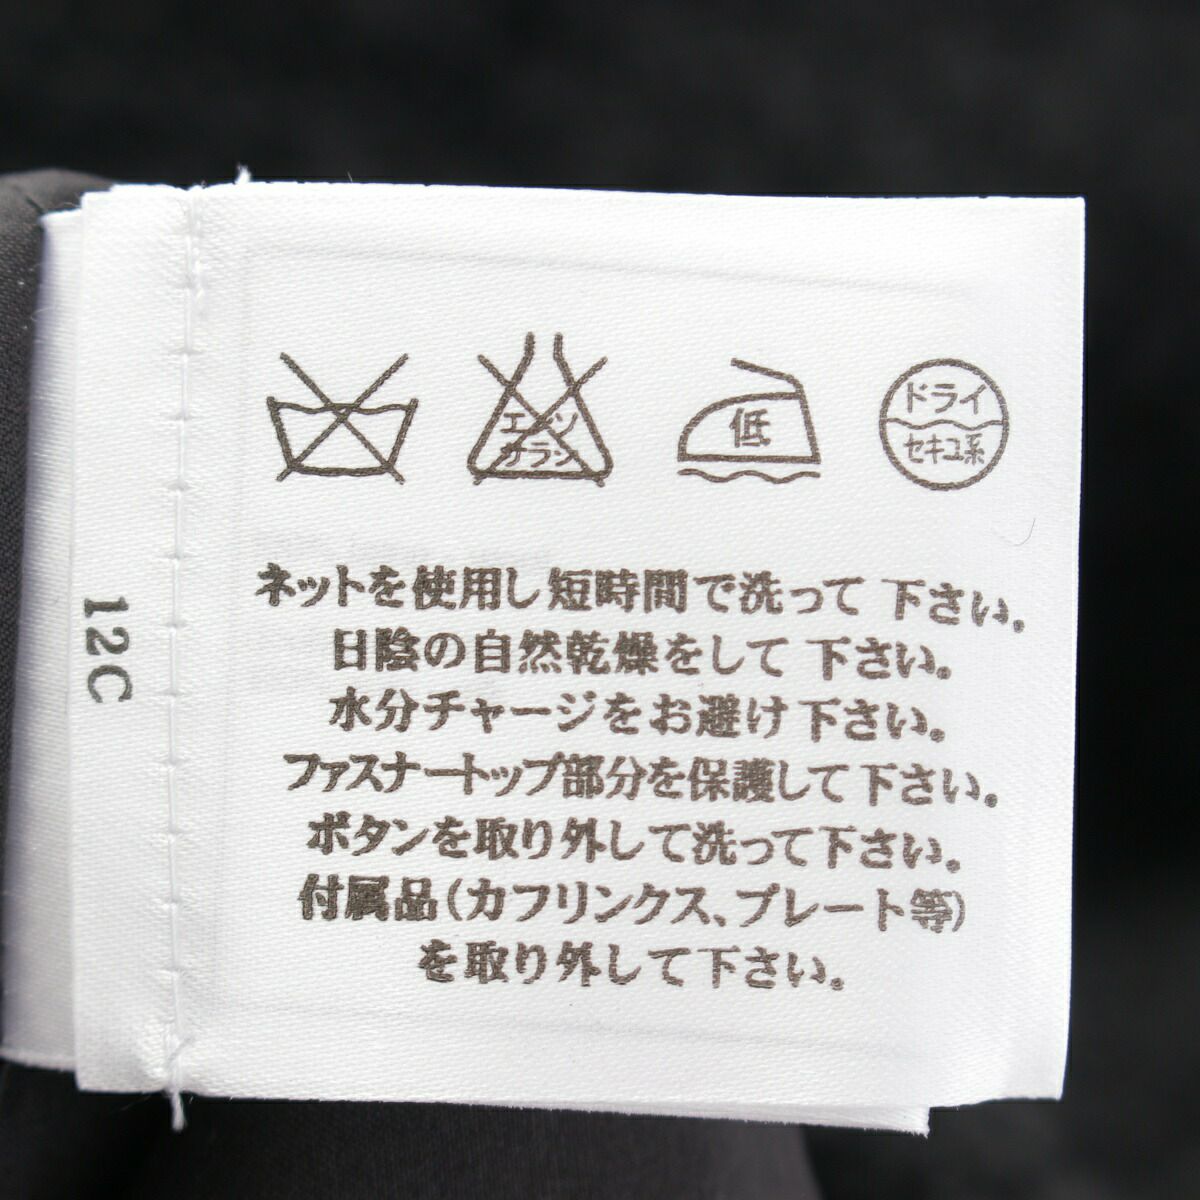 エンソ
サラシ
低
ドライ
セキユ系
ネットを使用し短時間で洗って下さい。
日陰の自然乾燥をして下さい。
水分チャージをお避け下さい。
ファスナートップ部分を保護して下さい。
ボタンを取り外して洗って下さい。
付属品(カフリンクス、プレート等)
を取り外して下さい。
12C